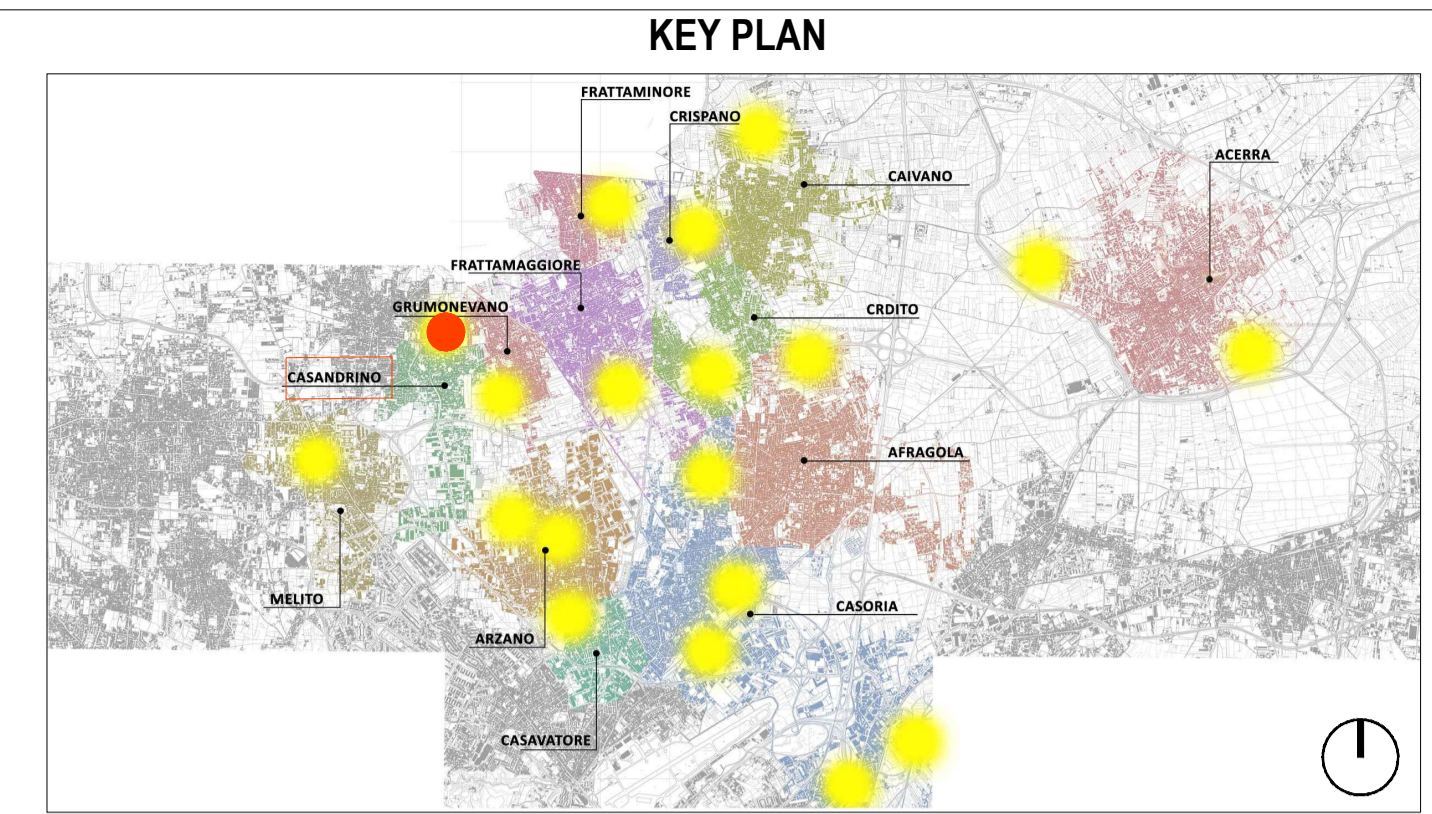 KEY PLAN
FRATTAMINORE
CRISPANO
ACERRA
CAIVANO
FRATTAMAGGIORE
GRUMONEVANO
CRDITO
CASANDRINO
AFRAGOLA
MELITO
CASORIA
ARZANO
CASAVATORE